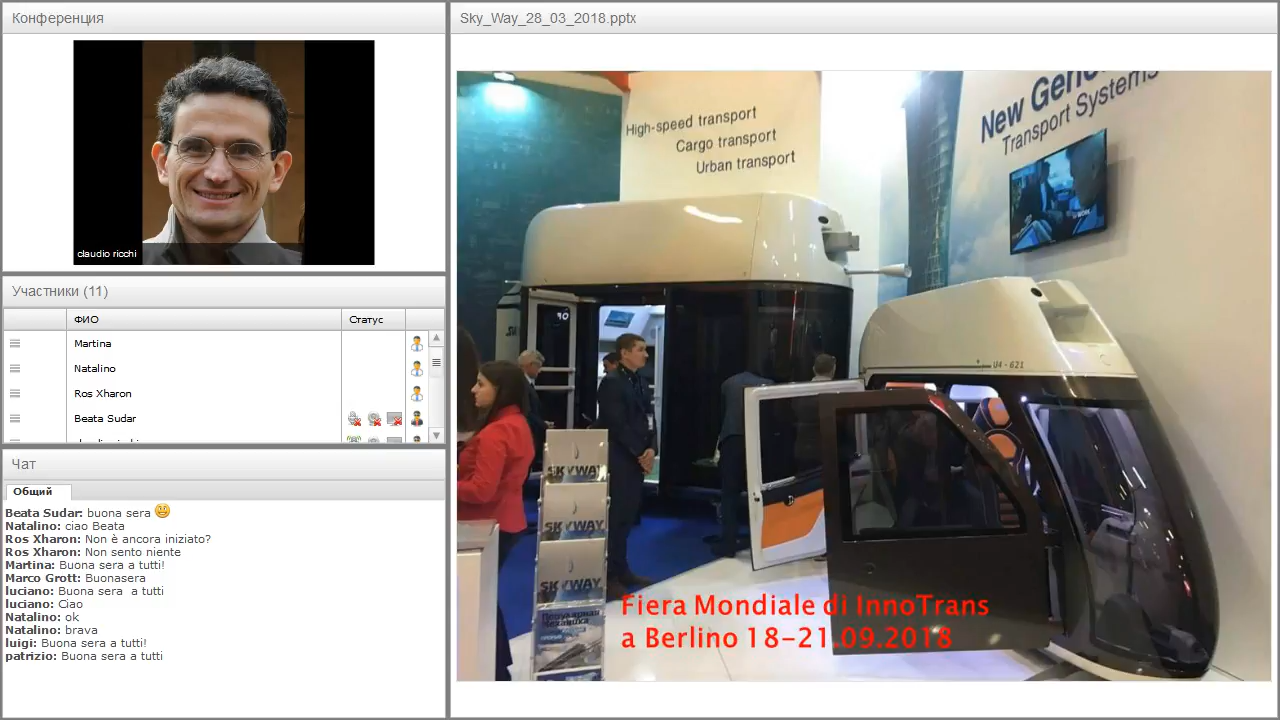 Конференция
claudio ricchi
Участники (11)
ФИО
Статус
Martina
Natalino
Ros Xharon
Beata Sudar
Чат
Общий
Beata Sudar: buona sera
Natalino: ciao Beata
Ros Xharon: Non è ancora iniziato?
Ros Xharon: Non sento niente
Martina: Buona sera a tutti!
Marco Grott: Buonasera
luciano: Buona sera a tutti
luciano: Ciao
Natalino: ok
Natalino: brava
luigi: Buona sera a tutti!
patrizio: Buona sera a tutti
Sky_Way_28_03_2018.pptx
High-speed transport
Cargo transport
Urban transport
New
Transport Systems
U4-621
SKYWAY
SKYWAY
SKYWAY
Fiera Mondiale di InnoTrans
a Berlino 18-21.09.2018